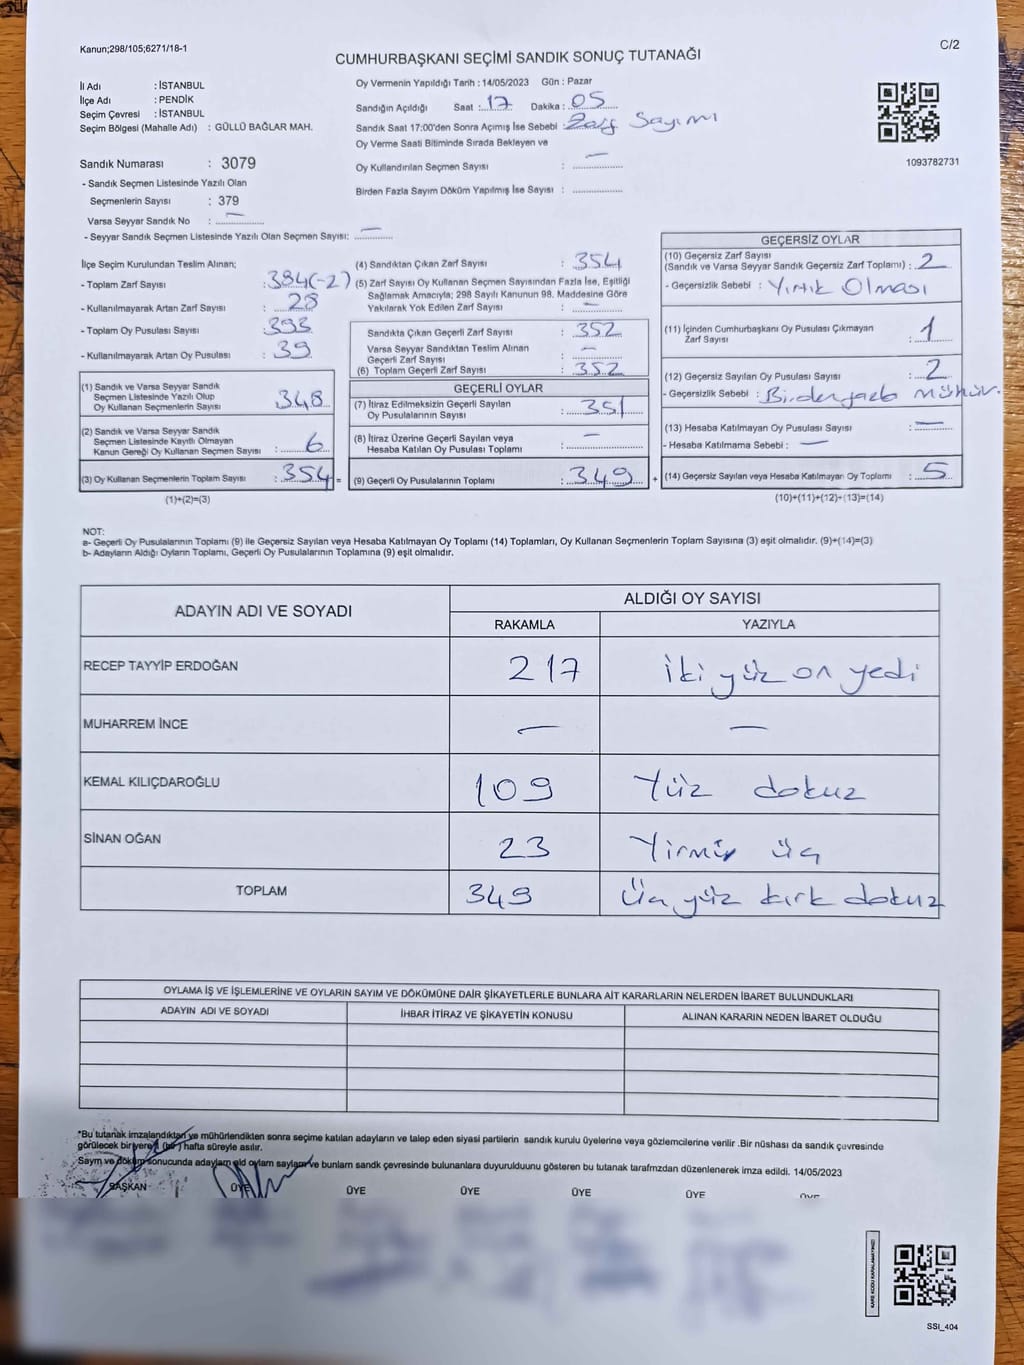 Kanun;298/105;6271/18-1
C/2
CUMHURBAŞKANI SEÇİMİ SANDIK SONUÇ TUTANAĞI
İl Adı : İSTANBUL
İlçe Adı : PENDİK
Seçim Çevresi : İSTANBUL
Seçim Bölgesi (Mahalle Adı) : GÜLLÜ BAĞLAR MAH.
Sandık Numarası : 3079
- Sandık Seçmen Listesinde Yazılı Olan
Seçmenlerin Sayısı : 379
Varsa Seyyar Sandık No : —
- Seyyar Sandık Seçmen Listesinde Yazılı Olan Seçmen Sayısı: —
Oy Vermenin Yapıldığı Tarih : 14/05/2023 Gün : Pazar
Sandığın Açıldığı Saat : 17 Dakika : 05
Sandık Saat 17:00'den Sonra Açımış İse Sebebi : Zarf Sayımı
Oy Verme Saati Bitiminde Sırada Bekleyen ve
Oy Kullandırılan Seçmen Sayısı : —
Birden Fazla Sayım Döküm Yapılmış İse Sayısı :
1093782731
İlçe Seçim Kurulundan Teslim Alınan;
- Toplam Zarf Sayısı : 384(-2)
- Kullanılmayarak Artan Zarf Sayısı : 28
- Toplam Oy Pusulası Sayısı : 393
- Kullanılmayarak Artan Oy Pusulası : 39
(1) Sandık ve Varsa Seyyar Sandık
Seçmen Listesinde Yazılı Olup
Oy Kullanan Seçmenlerin Sayısı : 348
(2) Sandık ve Varsa Seyyar Sandık
Seçmen Listesinde Kayıtlı Olmayan
Kanun Gereği Oy Kullanan Seçmen Sayısı : 6
(3) Oy Kullanan Seçmenlerin Toplam Sayısı : 354 =
(1)+(2)=(3)
(4) Sandıktan Çıkan Zarf Sayısı : 354
(5) Zarf Sayısı Oy Kullanan Seçmen Sayısından Fazla İse, Eşitliği
Sağlamak Amacıyla; 298 Sayılı Kanunun 98. Maddesine Göre
Yakılarak Yok Edilen Zarf Sayısı : —
Sandıkta Çıkan Geçerli Zarf Sayısı : 352
Varsa Seyyar Sandıktan Teslim Alınan
Geçerli Zarf Sayısı : —
(6) Toplam Geçerli Zarf Sayısı : 352
GEÇERLİ OYLAR
(7) İtiraz Edilmeksizin Geçerli Sayılan
Oy Pusulalarının Sayısı : 351
(8) İtiraz Üzerine Geçerli Sayılan veya
Hesaba Katılan Oy Pusulası Toplamı : —
(9) Geçerli Oy Pusulalarının Toplamı : 349 +
GEÇERSİZ OYLAR
(10) Geçersiz Zarf Sayısı
(Sandık ve Varsa Seyyar Sandık Geçersiz Zarf Toplamı) : 2
- Geçersizlik Sebebi : Yırtık Olması
(11) İçinden Cumhurbaşkanı Oy Pusulası Çıkmayan
Zarf Sayısı : 1
(12) Geçersiz Sayılan Oy Pusulası Sayısı : 2
- Geçersizlik Sebebi : Birden fazla mühür.
(13) Hesaba Katılmayan Oy Pusulası Sayısı : —
- Hesaba Katılmama Sebebi : —
(14) Geçersiz Sayılan veya Hesaba Katılmayan Oy Toplamı : 5
(10)+(11)+(12)+(13)=(14)
NOT:
a- Geçerli Oy Pusulalarının Toplamı (9) ile Geçersiz Sayılan veya Hesaba Katılmayan Oy Toplamı (14) Toplamları, Oy Kullanan Seçmenlerin Toplam Sayısına (3) eşit olmalıdır. (9)+(14)=(3)
b- Adayların Aldığı Oyların Toplamı, Geçerli Oy Pusulalarının Toplamına (9) eşit olmalıdır.
ADAYIN ADI VE SOYADI ALDIĞI OY SAYISI
RAKAMLA YAZIYLA
RECEP TAYYİP ERDOĞAN 217 İki yüz on yedi
MUHARREM İNCE — —
KEMAL KILIÇDAROĞLU 109 Yüz dokuz
SİNAN OĞAN 23 Yirmi üç
TOPLAM 349 Üç yüz kırk dokuz
OYLAMA İŞ VE İŞLEMLERİNE VE OYLARIN SAYIM VE DÖKÜMÜNE DAİR ŞİKAYETLERLE BUNLARA AİT KARARLARIN NELERDEN İBARET BULUNDUKLARI
ADAYIN ADI VE SOYADI İHBAR İTİRAZ VE ŞİKAYETİN KONUSU ALINAN KARARIN NEDEN İBARET OLDUĞU
*Bu tutanak imzalandıktan ve mühürlendikten sonra seçime katılan adayların ve talep eden siyasi partilerin sandık kurulu üyelerine veya gözlemcilerine verilir .Bir nüshası da sandık çevresinde
görülecek bir yere 1 (bir) hafta süreyle asılır.
Sayım ve döküm sonucunda adayların ve bunların sandık çevresinde bulunanlara duyurulduunu gösteren bu tutanak tarafımzdan düzenlenerek imza edildi. 14/05/2023
BAŞKAN ÜYE ÜYE ÜYE ÜYE ÜYE ÜYE
KARE KODU KARALAMAYINIZ!
SSI_404